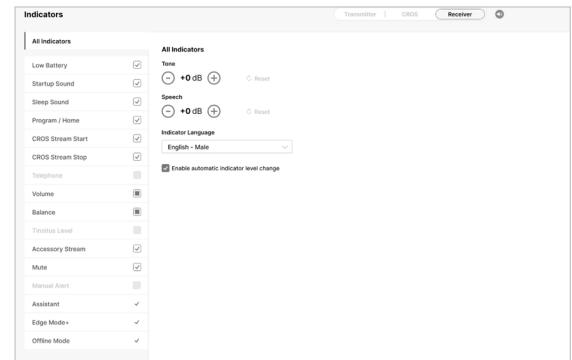 Indicators
Transmitter CROS Receiver
All Indicators
Low Battery
Startup Sound
Sleep Sound
Program / Home
CROS Stream Start
CROS Stream Stop
Telephone
Volume
Balance
Tinnitus Level
Accessory Stream
Mute
Manual Alert
Assistant
Edge Mode+
Offline Mode
All Indicators
Tone
+0 dB Reset
Speech
+0 dB Reset
Indicator Language
English - Male
Enable automatic indicator level change